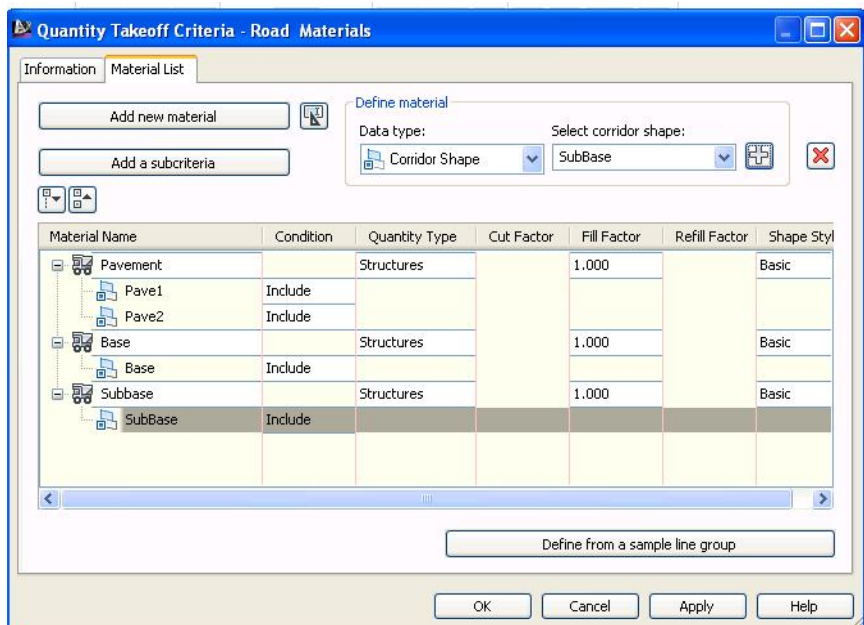 Quantity Takeoff Criteria - Road Materials
Information Material List
Add new material
Define material
Data type: Select corridor shape:
Corridor Shape SubBase
Add a subcriteria
Material Name Condition Quantity Type Cut Factor Fill Factor Refill Factor Shape Styl
Pavement Structures 1.000 Basic
Pave1 Include
Pave2 Include
Base Structures 1.000 Basic
Base Include
Subbase Structures 1.000 Basic
SubBase Include
Define from a sample line group
OK Cancel Apply Help